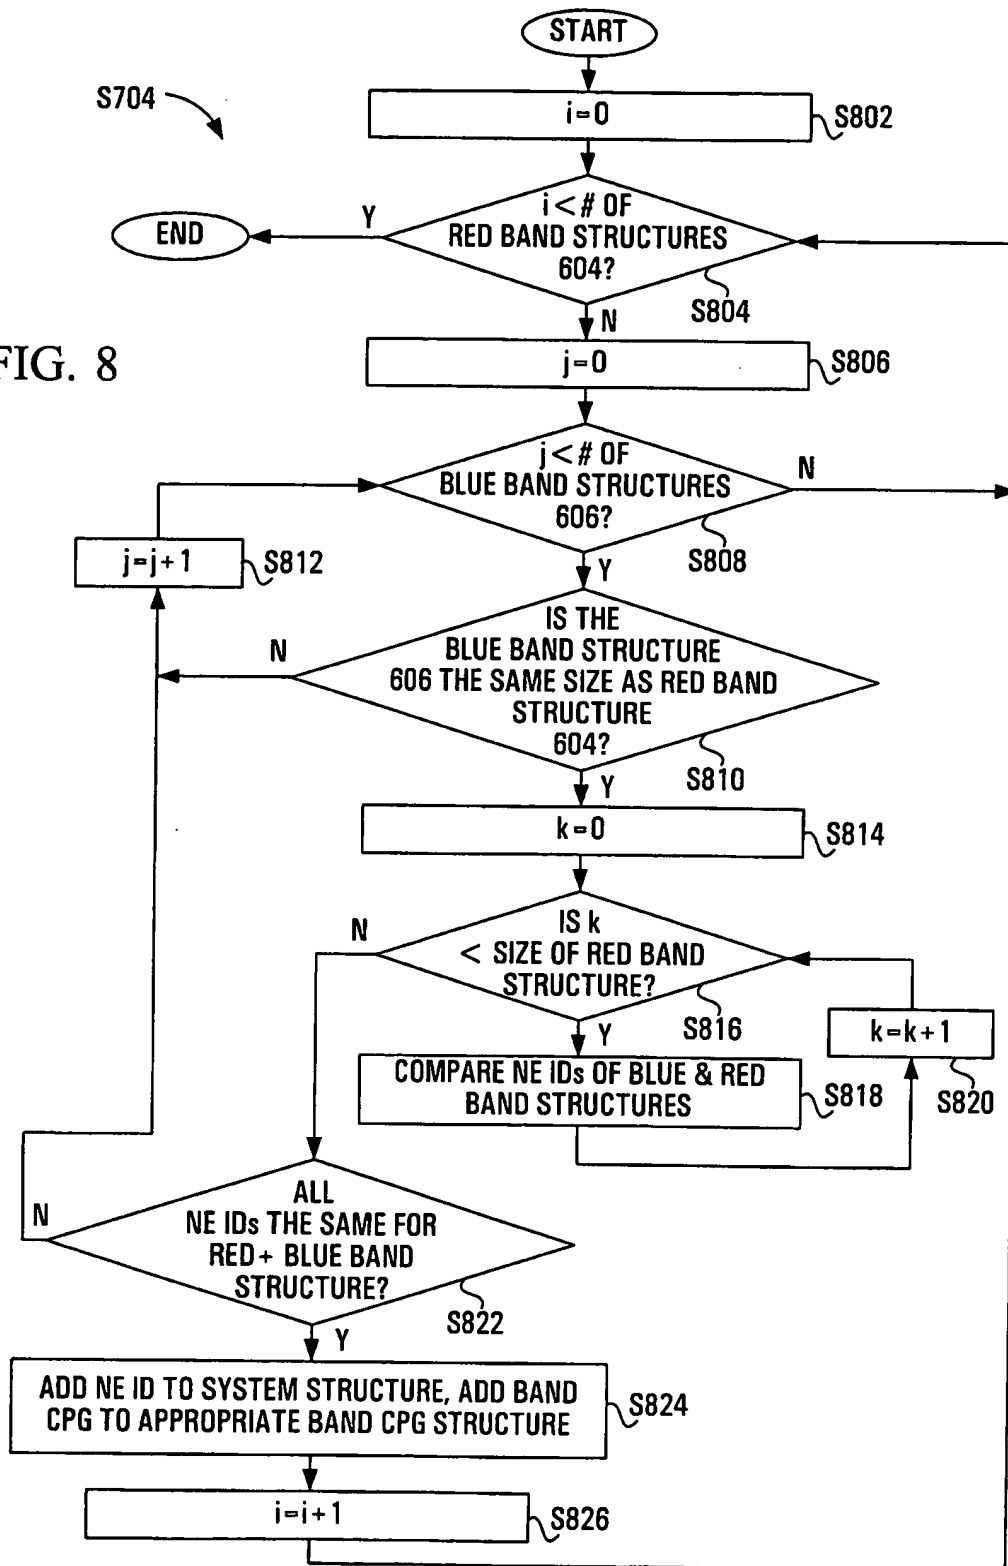 START
S704
i=0
S802
i < # OF
RED BAND STRUCTURES
604?
Y
END
S804
N
FIG. 8
j=0
S806
j < # OF
BLUE BAND STRUCTURES
606?
N
S808
j=j+1
S812
Y
IS THE
BLUE BAND STRUCTURE
606 THE SAME SIZE AS RED BAND
STRUCTURE
604?
N
S810
Y
k=0
S814
IS k
< SIZE OF RED BAND
STRUCTURE?
N
S816
Y
k=k+1
S820
COMPARE NE IDs OF BLUE & RED
BAND STRUCTURES
S818
ALL
NE IDs THE SAME FOR
RED+ BLUE BAND
STRUCTURE?
N
S822
Y
ADD NE ID TO SYSTEM STRUCTURE, ADD BAND
CPG TO APPROPRIATE BAND CPG STRUCTURE
S824
i=i+1
S826